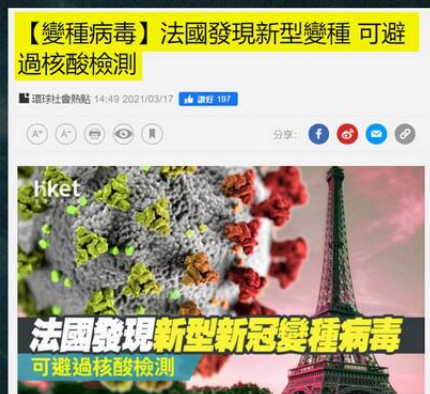 【變種病毒】法國發現新型變種 可避
過核酸檢測
環球社會熱點 14:49 2021/03/17 讚好 197
A+ A- 分享:
hket
法國發現新型新冠變種病毒
可避過核酸檢測